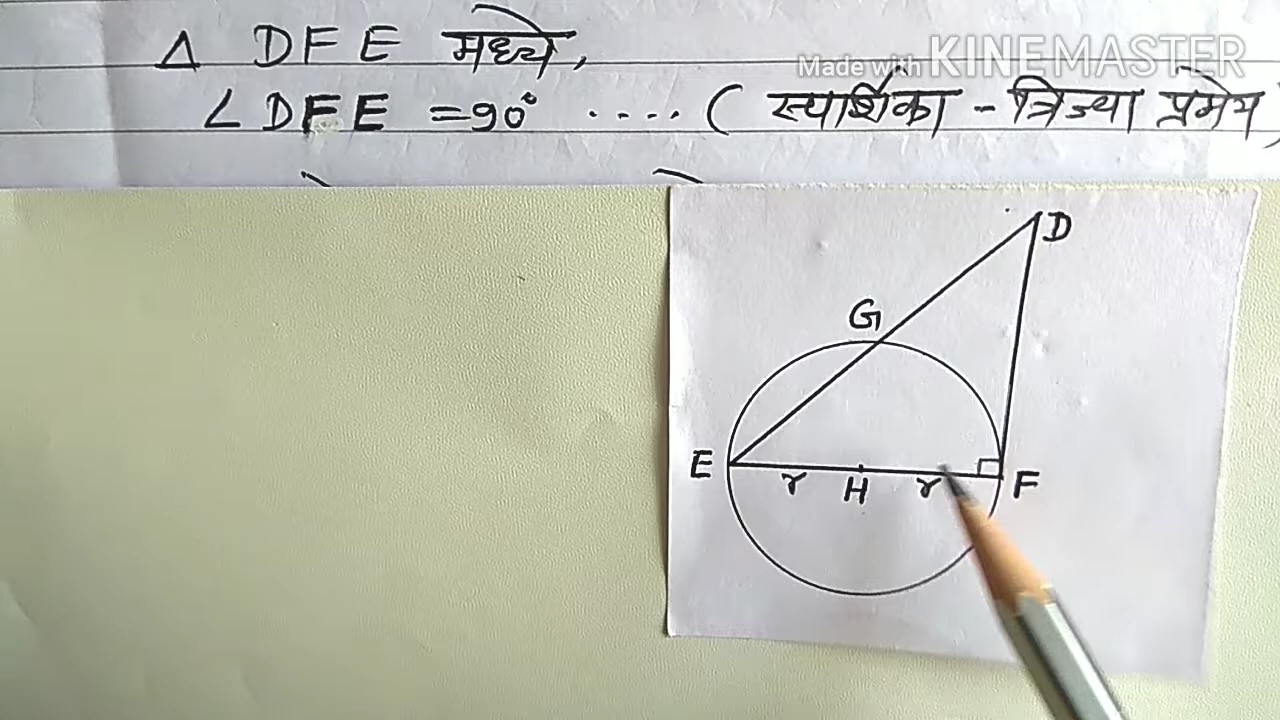 Δ DFE मध्ये,
Made with KINEMASTER
∠DFE = 90° .... (स्पर्शिका - त्रिज्या प्रमेय)
D
G
E
r
H
r
F